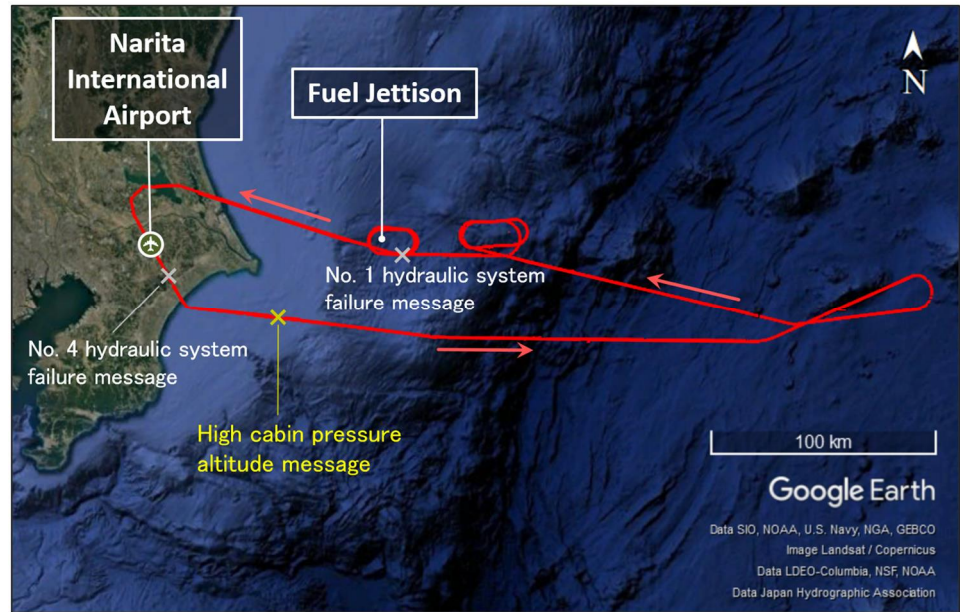 Narita
International
Airport
Fuel Jettison
N
No. 1 hydraulic system
failure message
No. 4 hydraulic system
failure message
High cabin pressure
altitude message
100 km
Google Earth
Data SIO, NOAA, U.S. Navy, NGA, GEBCO
Image Landsat / Copernicus
Data LDEO-Columbia, NSF, NOAA
Data Japan Hydrographic Association